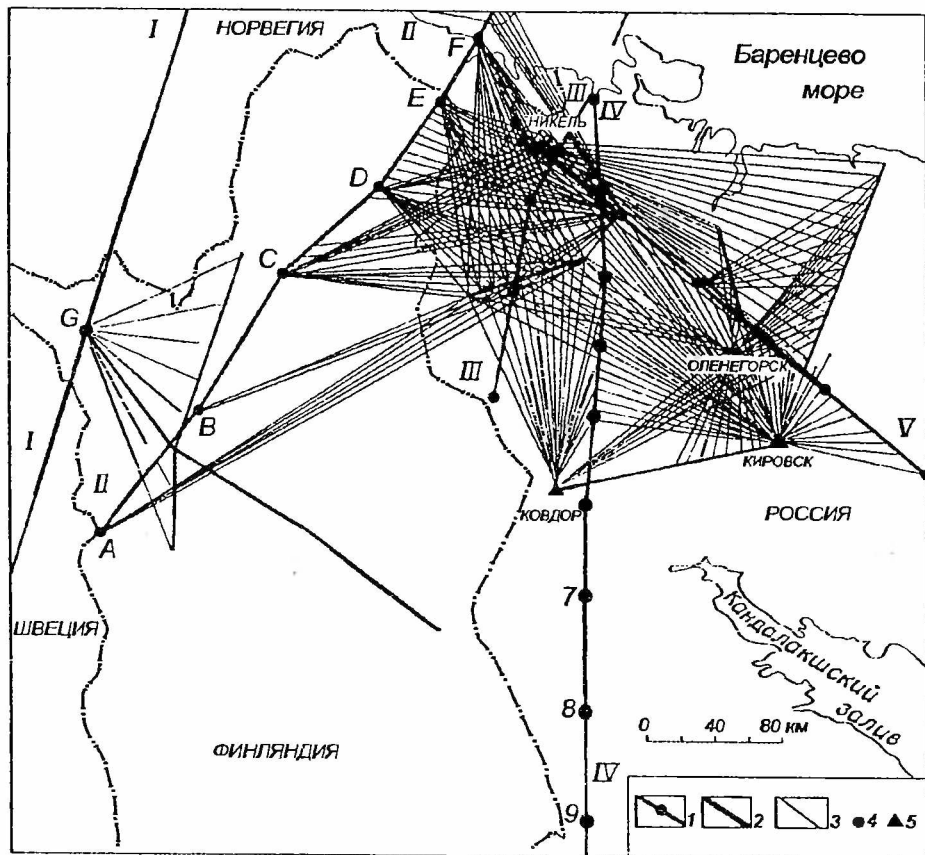 I
НОРВЕГИЯ
II
F
Баренцево
море
E
III
IV
НИКЕЛЬ
D
C
G
III
ОЛЕНЕГОРСК
B
I
V
КИРОВСК
II
КОВДОР
РОССИЯ
A
7
ШВЕЦИЯ
Кандалакшский
залив
8
0 40 80 км
ФИНЛЯНДИЯ
IV
9
1 2 3 4 5